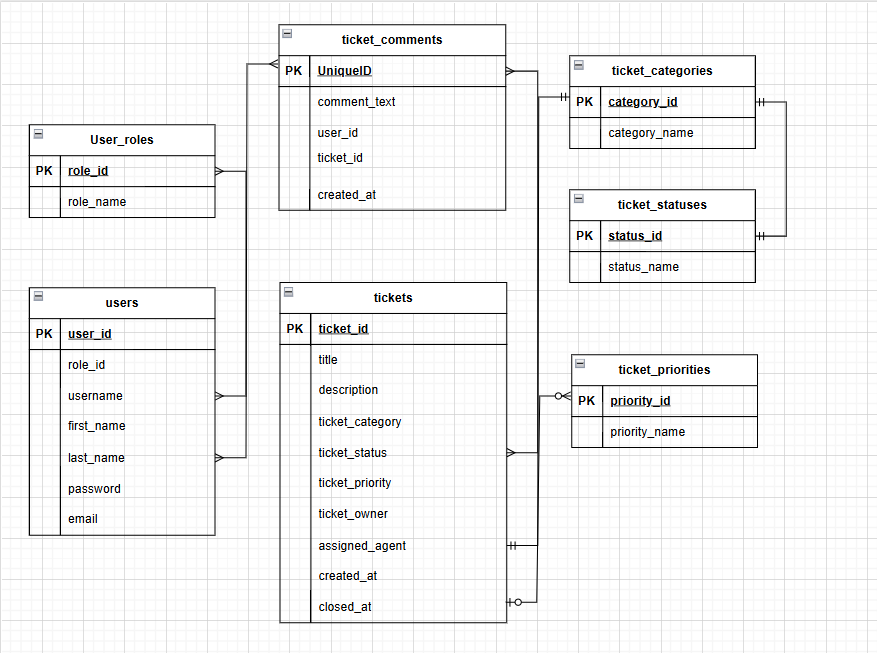 ticket_comments
PK UniqueID
comment_text
user_id
ticket_id
created_at
ticket_categories
PK category_id
category_name
User_roles
PK role_id
role_name
ticket_statuses
PK status_id
status_name
users
PK user_id
role_id
username
first_name
last_name
password
email
tickets
PK ticket_id
title
description
ticket_category
ticket_status
ticket_priority
ticket_owner
assigned_agent
created_at
closed_at
ticket_priorities
PK priority_id
priority_name